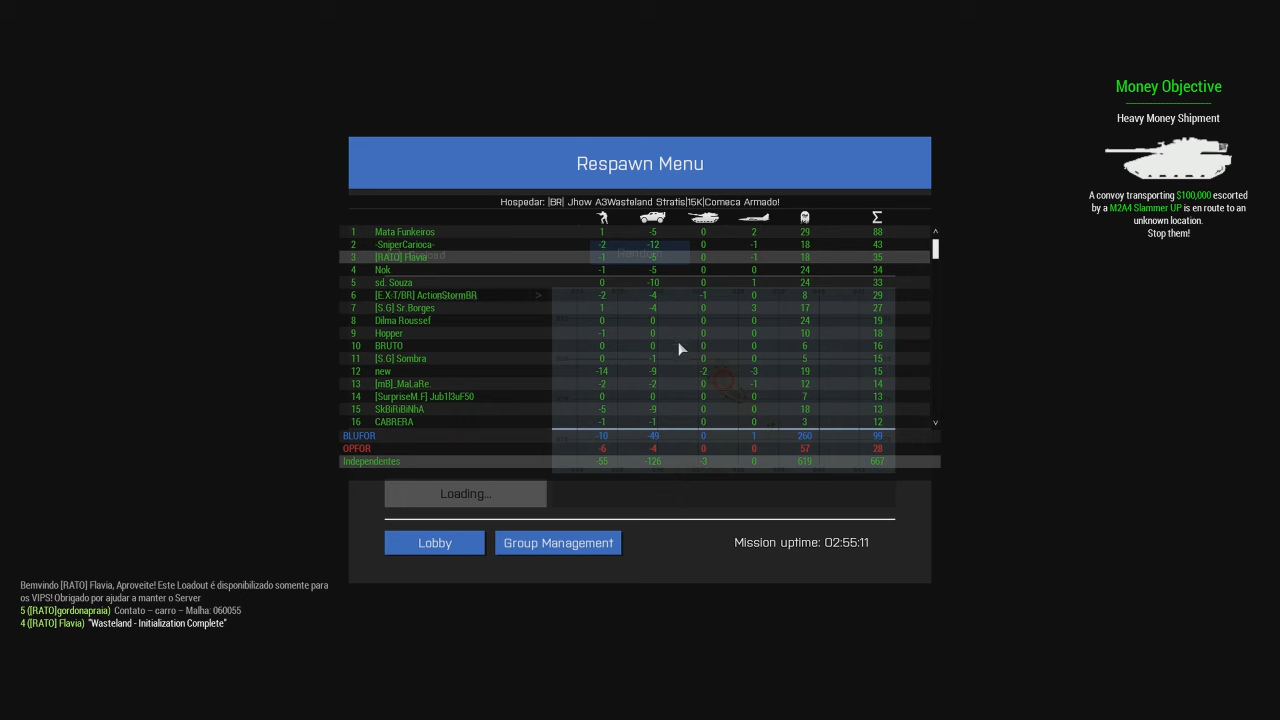 Money Objective
Heavy Money Shipment
A convoy transporting $100,000 escorted
by a M2A4 Slammer UP is en route to an
unknown location.
Stop them!
Respawn Menu
Hospedar: |BR| Jhow A3Wasteland Stratis|15K|Comeca Armado!
Σ
1 Mata Funkeiros 1 -5 0 2 29 88
2 -SniperCarioca- -2 -12 0 -1 18 43
3 [RATO] Flavia -1 -5 0 -1 18 35
4 Nok -1 -5 0 0 24 34
5 sd. Souza 0 -10 0 1 24 33
6 [E.X.T/BR] ActionStormBR > -2 -4 -1 0 8 29
7 [S.G] Sr.Borges 1 -4 0 3 17 27
8 Dilma Roussef 0 0 0 0 24 19
9 Hopper -1 0 0 0 10 18
10 BRUTO 0 0 0 0 6 16
11 [S.G] Sombra 0 -1 0 0 5 15
12 new -14 -9 -2 -3 19 15
13 [mB]_MaLaRe. -2 -2 0 -1 12 14
14 [SurpriseM.F] Jub1l3uF50 0 0 0 0 7 13
15 SkBiRiBiNhA -5 -9 0 0 18 13
16 CABRERA -1 -1 0 0 3 12
BLUFOR -10 -49 0 1 260 99
OPFOR -6 -4 0 0 57 28
Independentes -55 -126 -3 0 619 667
Random
Loading...
Lobby
Group Management
Mission uptime: 02:55:11
Bemvindo [RATO] Flavia, Aproveite! Este Loadout é disponibilizado somente para
os VIPS! Obrigado por ajudar a manter o Server
5 ([RATO]gordonapraia) Contato – carro – Malha: 060055
4 ([RATO] Flavia) "Wasteland - Initialization Complete"